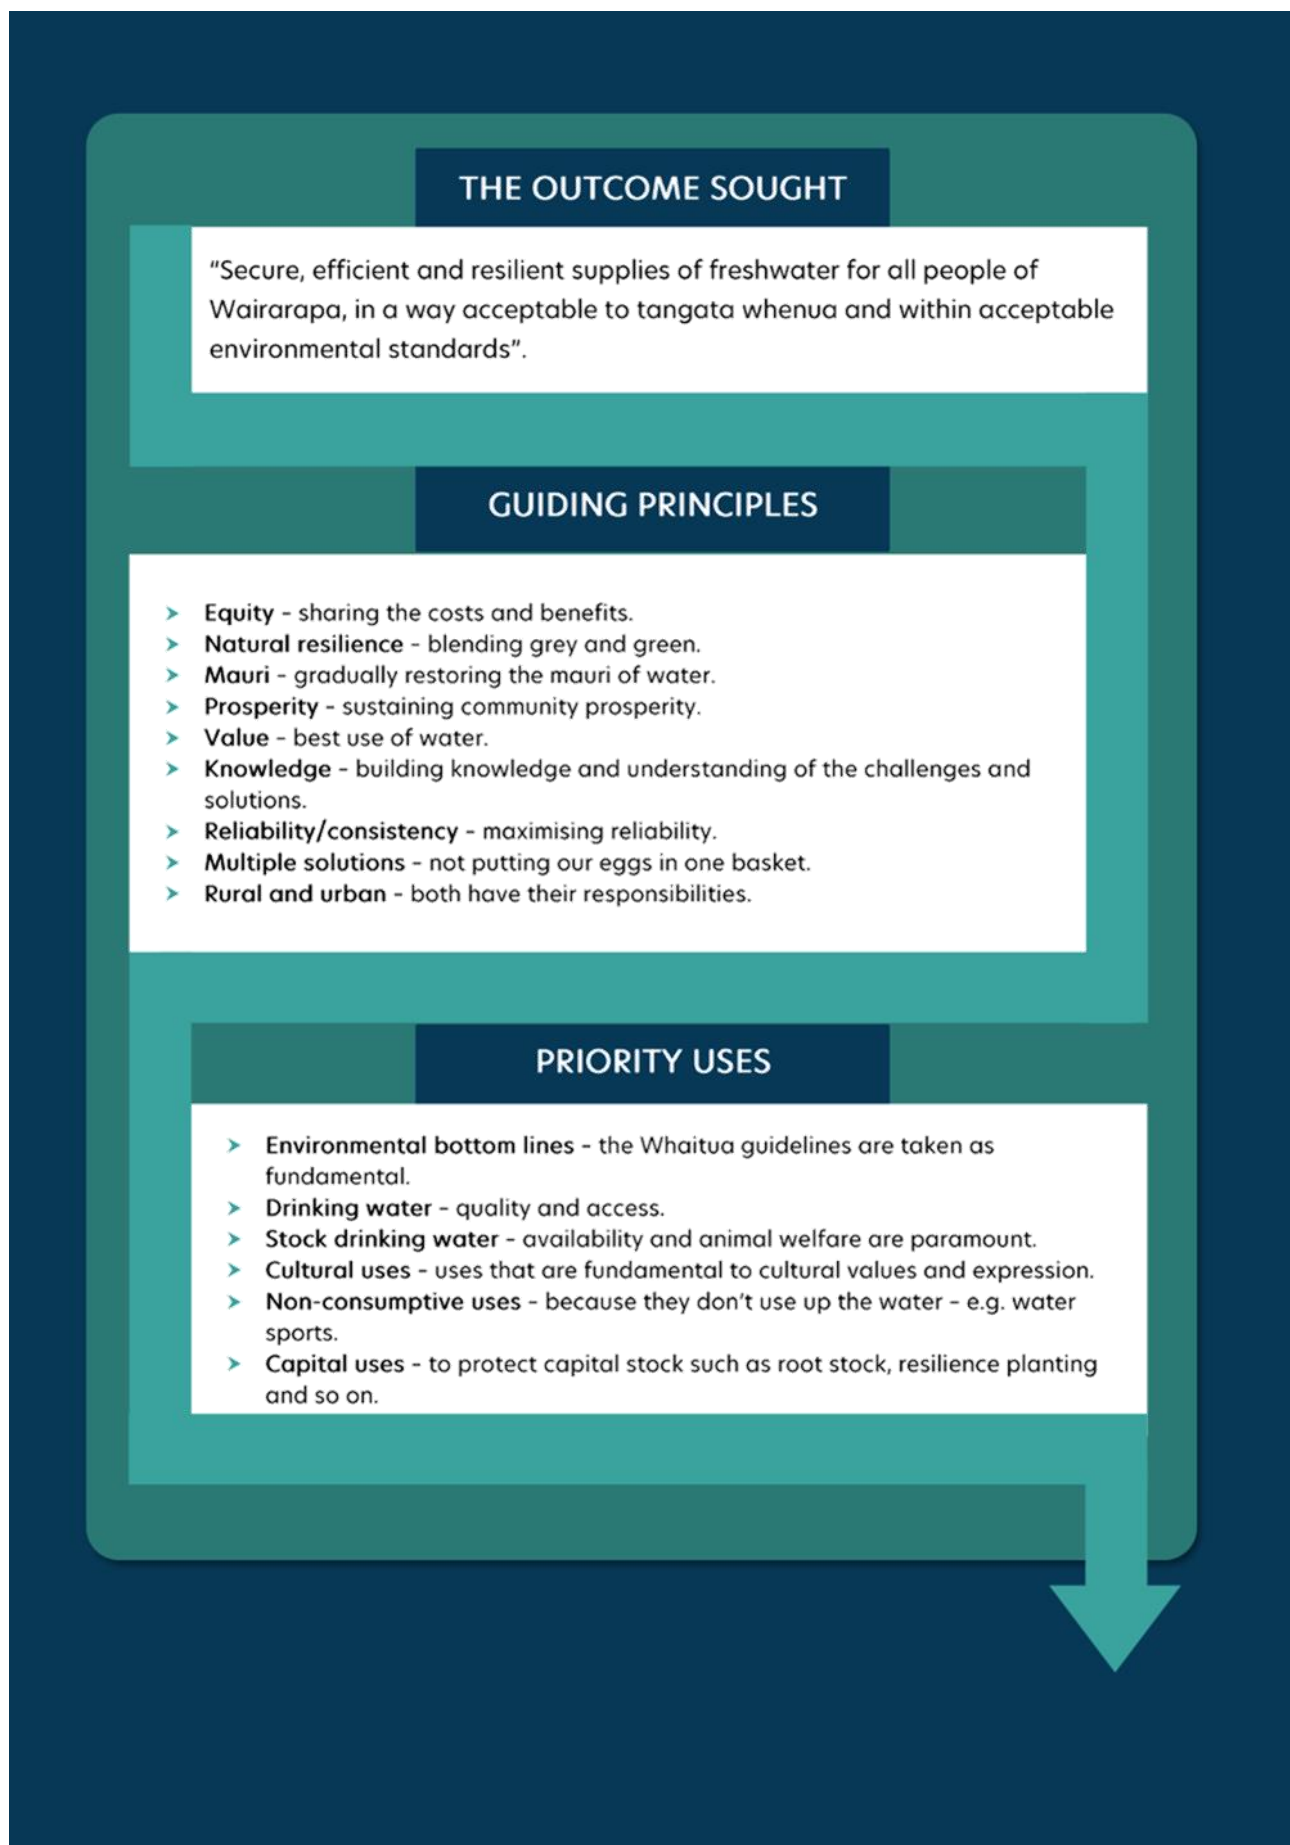 THE OUTCOME SOUGHT
“Secure, efficient and resilient supplies of freshwater for all people of
Wairarapa, in a way acceptable to tangata whenua and within acceptable
environmental standards”.
GUIDING PRINCIPLES
➤ Equity – sharing the costs and benefits.
➤ Natural resilience – blending grey and green.
➤ Mauri – gradually restoring the mauri of water.
➤ Prosperity – sustaining community prosperity.
➤ Value – best use of water.
➤ Knowledge – building knowledge and understanding of the challenges and
solutions.
➤ Reliability/consistency – maximising reliability.
➤ Multiple solutions – not putting our eggs in one basket.
➤ Rural and urban – both have their responsibilities.
PRIORITY USES
➤ Environmental bottom lines – the Whaitua guidelines are taken as
fundamental.
➤ Drinking water – quality and access.
➤ Stock drinking water – availability and animal welfare are paramount.
➤ Cultural uses – uses that are fundamental to cultural values and expression.
➤ Non-consumptive uses – because they don’t use up the water – e.g. water
sports.
➤ Capital uses – to protect capital stock such as root stock, resilience planting
and so on.